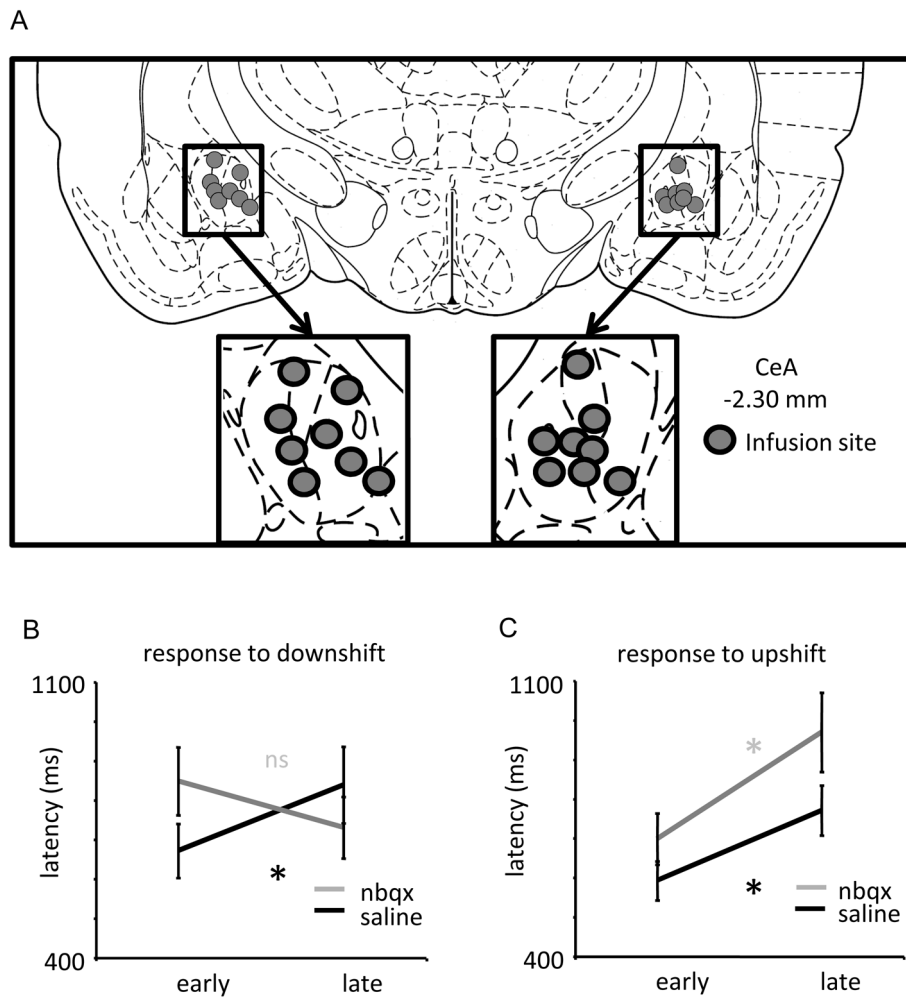 A
CeA
-2.30 mm
Infusion site
B
response to downshift
1100
latency (ms)
400
ns
*
nbqx
saline
early late
C
response to upshift
1100
latency (ms)
400
*
*
nbqx
saline
early late